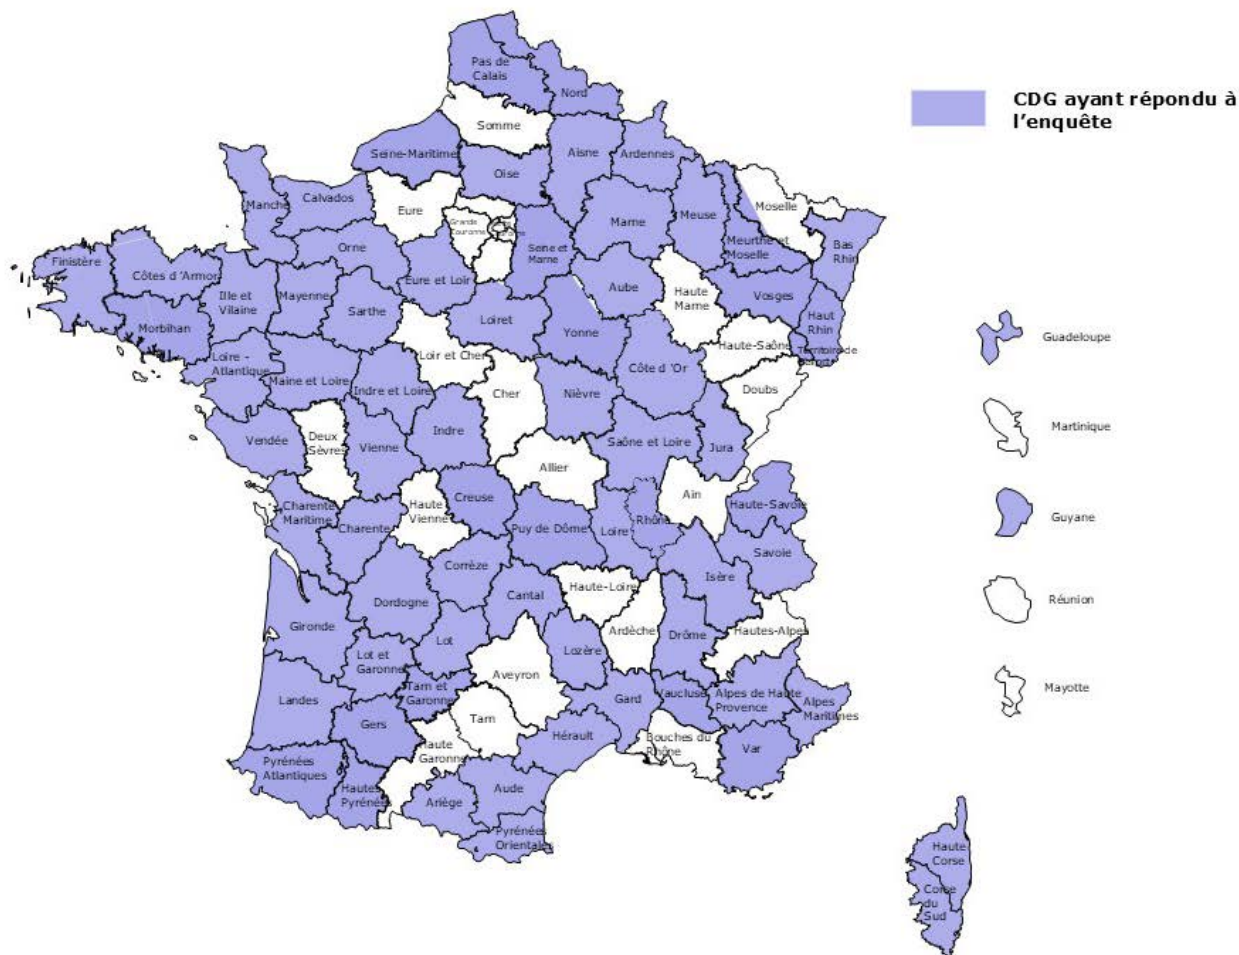 CDG ayant répondu à
l'enquête
Pas de
Calais
Nord
Somme
Seine-Maritime
Oise
Aisne
Ardennes
Manche
Calvados
Eure
Grande
Couronne
Marne
Meuse
Moselle
Meurthe et
Moselle
Bas
Rhin
Finistère
Côtes d 'Armor
Orne
Seine et
Marne
Ille et
Vilaine
Mayenne
Sarthe
Eure et Loir
Aube
Haute
Marne
Vosges
Haut
Rhin
Morbihan
Loiret
Yonne
Haute-Saône
Territoire de
Loire -
Atlantique
Maine et Loire
Indre et Loire
Loir et Cher
Cher
Nièvre
Côte d 'Or
Doubs
Vendée
Deux
Sèvres
Vienne
Indre
Saône et Loire
Jura
Allier
Ain
Haute-Savoie
Charente
Maritime
Charente
Haute
Vienne
Creuse
Puy de Dôme
Loire
Rhône
Savoie
Isère
Corrèze
Dordogne
Cantal
Haute-Loire
Ardèche
Drôme
Hautes-Alpes
Gironde
Lot et
Garonne
Lot
Aveyron
Lozère
Landes
Tarn et
Garonne
Gers
Tarn
Gard
Vaucluse
Alpes de Haute
Provence
Alpes
Maritimes
Haute
Garonne
Hérault
Bouches du
Rhône
Var
Pyrénées
Atlantiques
Hautes
Pyrénées
Ariège
Aude
Pyrénées
Orientales
Haute
Corse
Corse
du
Sud
Guadeloupe
Martinique
Guyane
Réunion
Mayotte